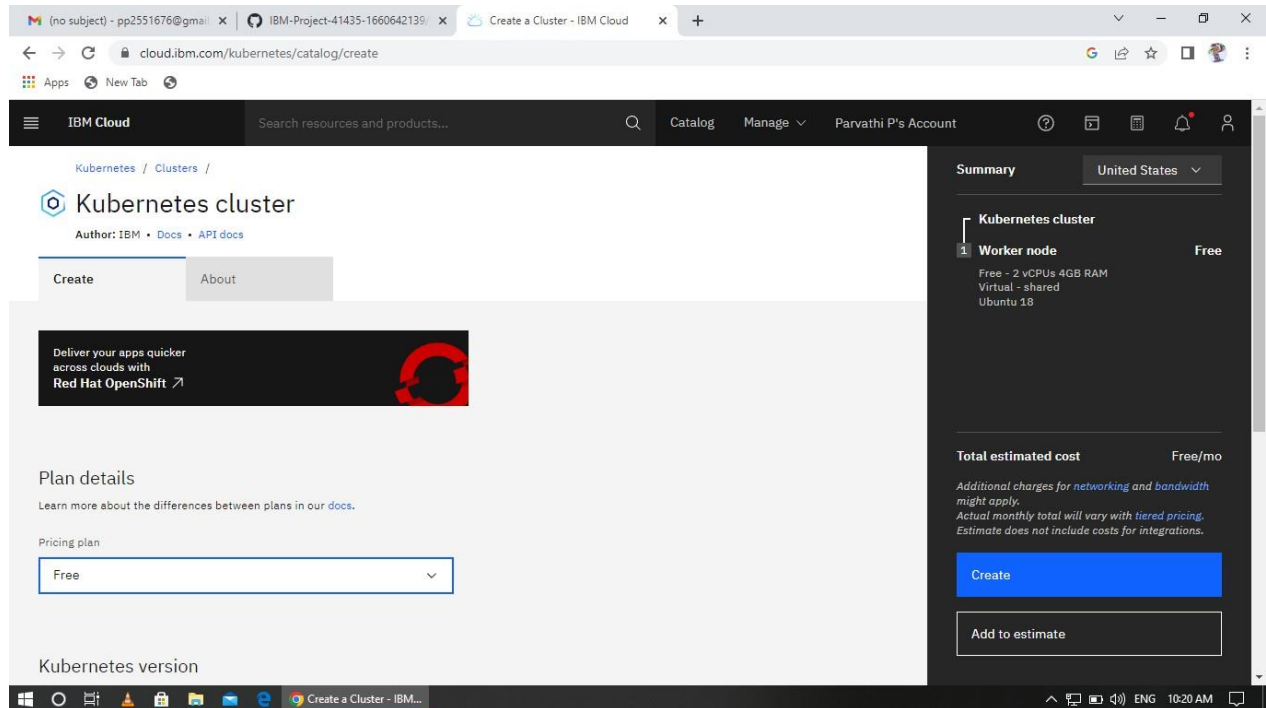 (no subject) - pp2551676@gmai
IBM-Project-41435-1660642139/
Create a Cluster - IBM Cloud
cloud.ibm.com/kubernetes/catalog/create
Apps
New Tab
IBM Cloud
Search resources and products...
Catalog
Manage
Parvathi P's Account
Kubernetes / Clusters /
Kubernetes cluster
Author: IBM • Docs • API docs
Create
About
Deliver your apps quicker
across clouds with
Red Hat OpenShift
Plan details
Learn more about the differences between plans in our docs.
Pricing plan
Free
Kubernetes version
Summary
United States
Kubernetes cluster
1 Worker node Free
Free - 2 vCPUs 4GB RAM
Virtual - shared
Ubuntu 18
Total estimated cost Free/mo
Additional charges for networking and bandwidth
might apply.
Actual monthly total will vary with tiered pricing.
Estimate does not include costs for integrations.
Create
Add to estimate
Create a Cluster - IBM...
ENG 10:20 AM